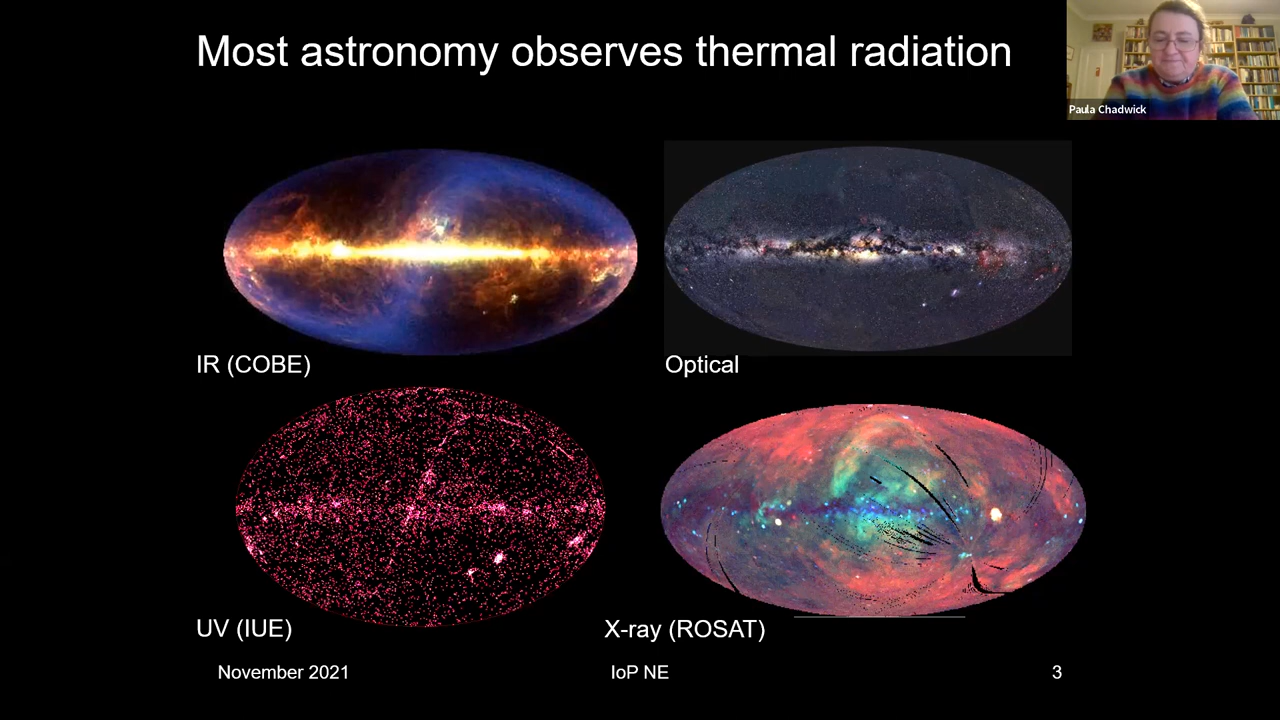 Most astronomy observes thermal radiation
Paula Chadwick
IR (COBE)
Optical
UV (IUE)
X-ray (ROSAT)
November 2021
IoP NE
3